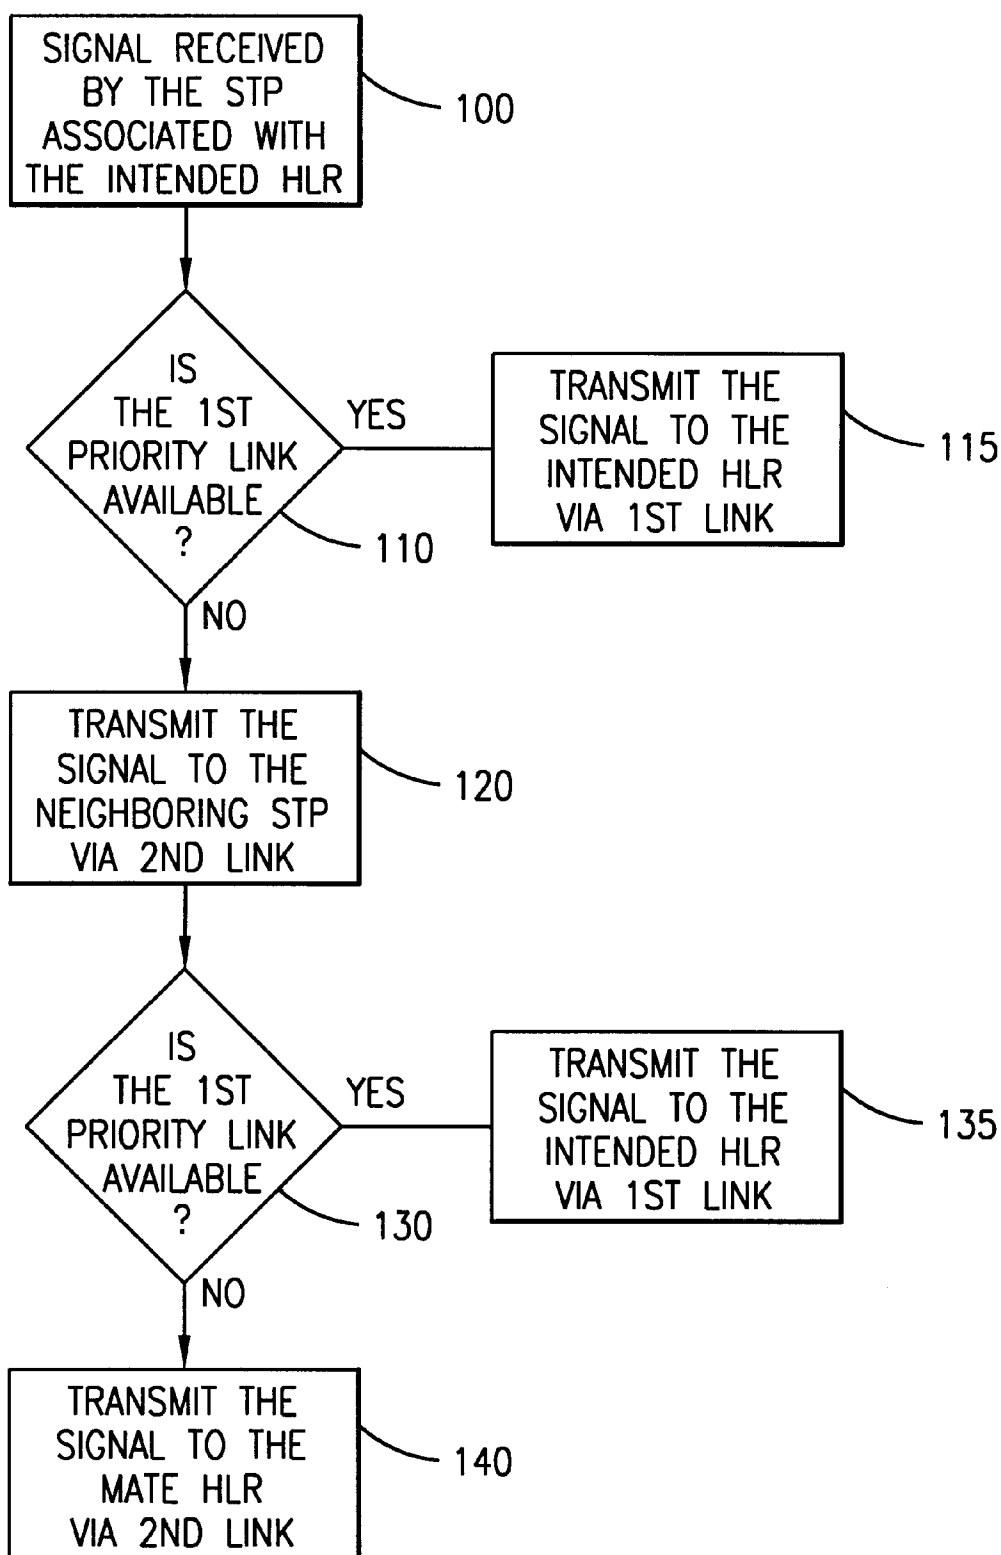 SIGNAL RECEIVED
BY THE STP
ASSOCIATED WITH
THE INTENDED HLR
100
IS
THE 1ST
PRIORITY LINK
AVAILABLE
?
110
YES
TRANSMIT THE
SIGNAL TO THE
INTENDED HLR
VIA 1ST LINK
115
NO
TRANSMIT THE
SIGNAL TO THE
NEIGHBORING STP
VIA 2ND LINK
120
IS
THE 1ST
PRIORITY LINK
AVAILABLE
?
130
YES
TRANSMIT THE
SIGNAL TO THE
INTENDED HLR
VIA 1ST LINK
135
NO
TRANSMIT THE
SIGNAL TO THE
MATE HLR
VIA 2ND LINK
140